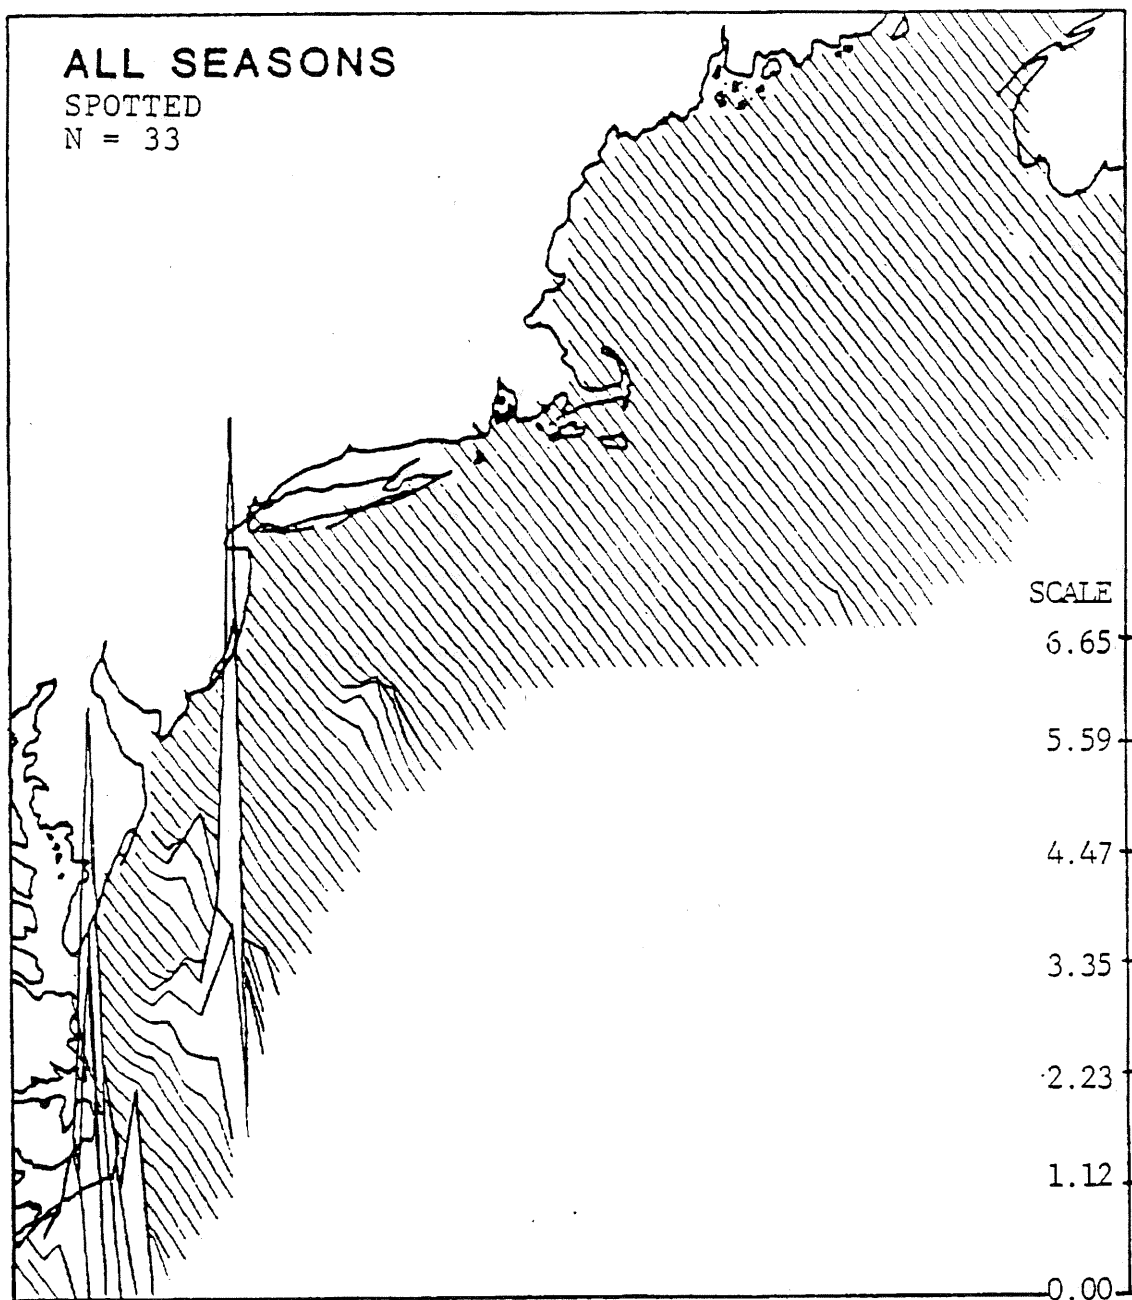 ALL SEASONS
SPOTTED
N = 33
SCALE
6.65
5.59
4.47
3.35
2.23
1.12
0.00